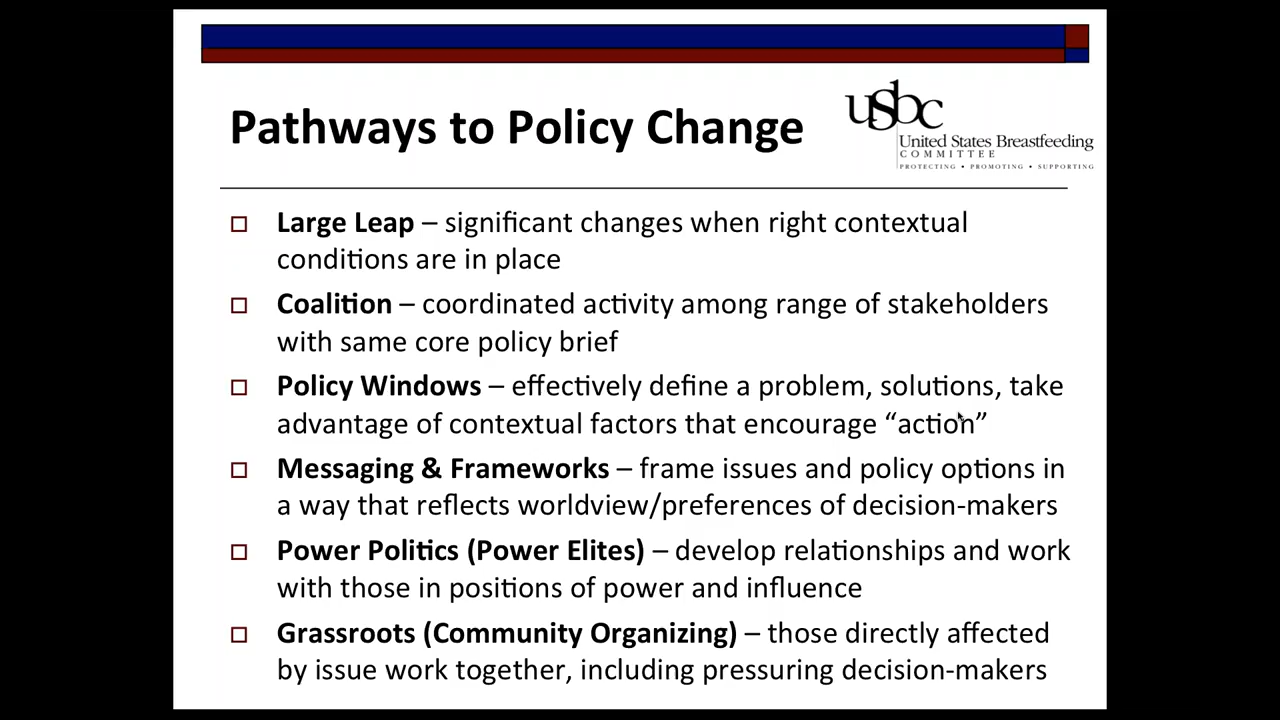 Pathways to Policy Change
usbc
United States Breastfeeding
COMMITTEE
PROTECTING • PROMOTING • SUPPORTING
Large Leap – significant changes when right contextual
conditions are in place
Coalition – coordinated activity among range of stakeholders
with same core policy brief
Policy Windows – effectively define a problem, solutions, take
advantage of contextual factors that encourage “action”
Messaging & Frameworks – frame issues and policy options in
a way that reflects worldview/preferences of decision-makers
Power Politics (Power Elites) – develop relationships and work
with those in positions of power and influence
Grassroots (Community Organizing) – those directly affected
by issue work together, including pressuring decision-makers